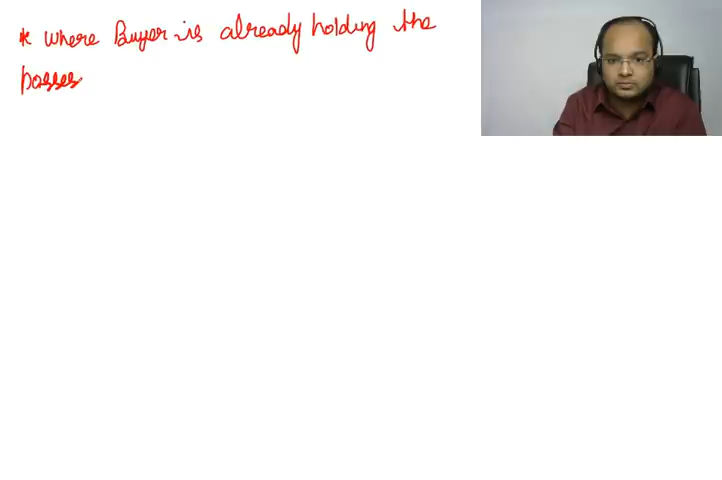 * where Buyer is already holding the
posses